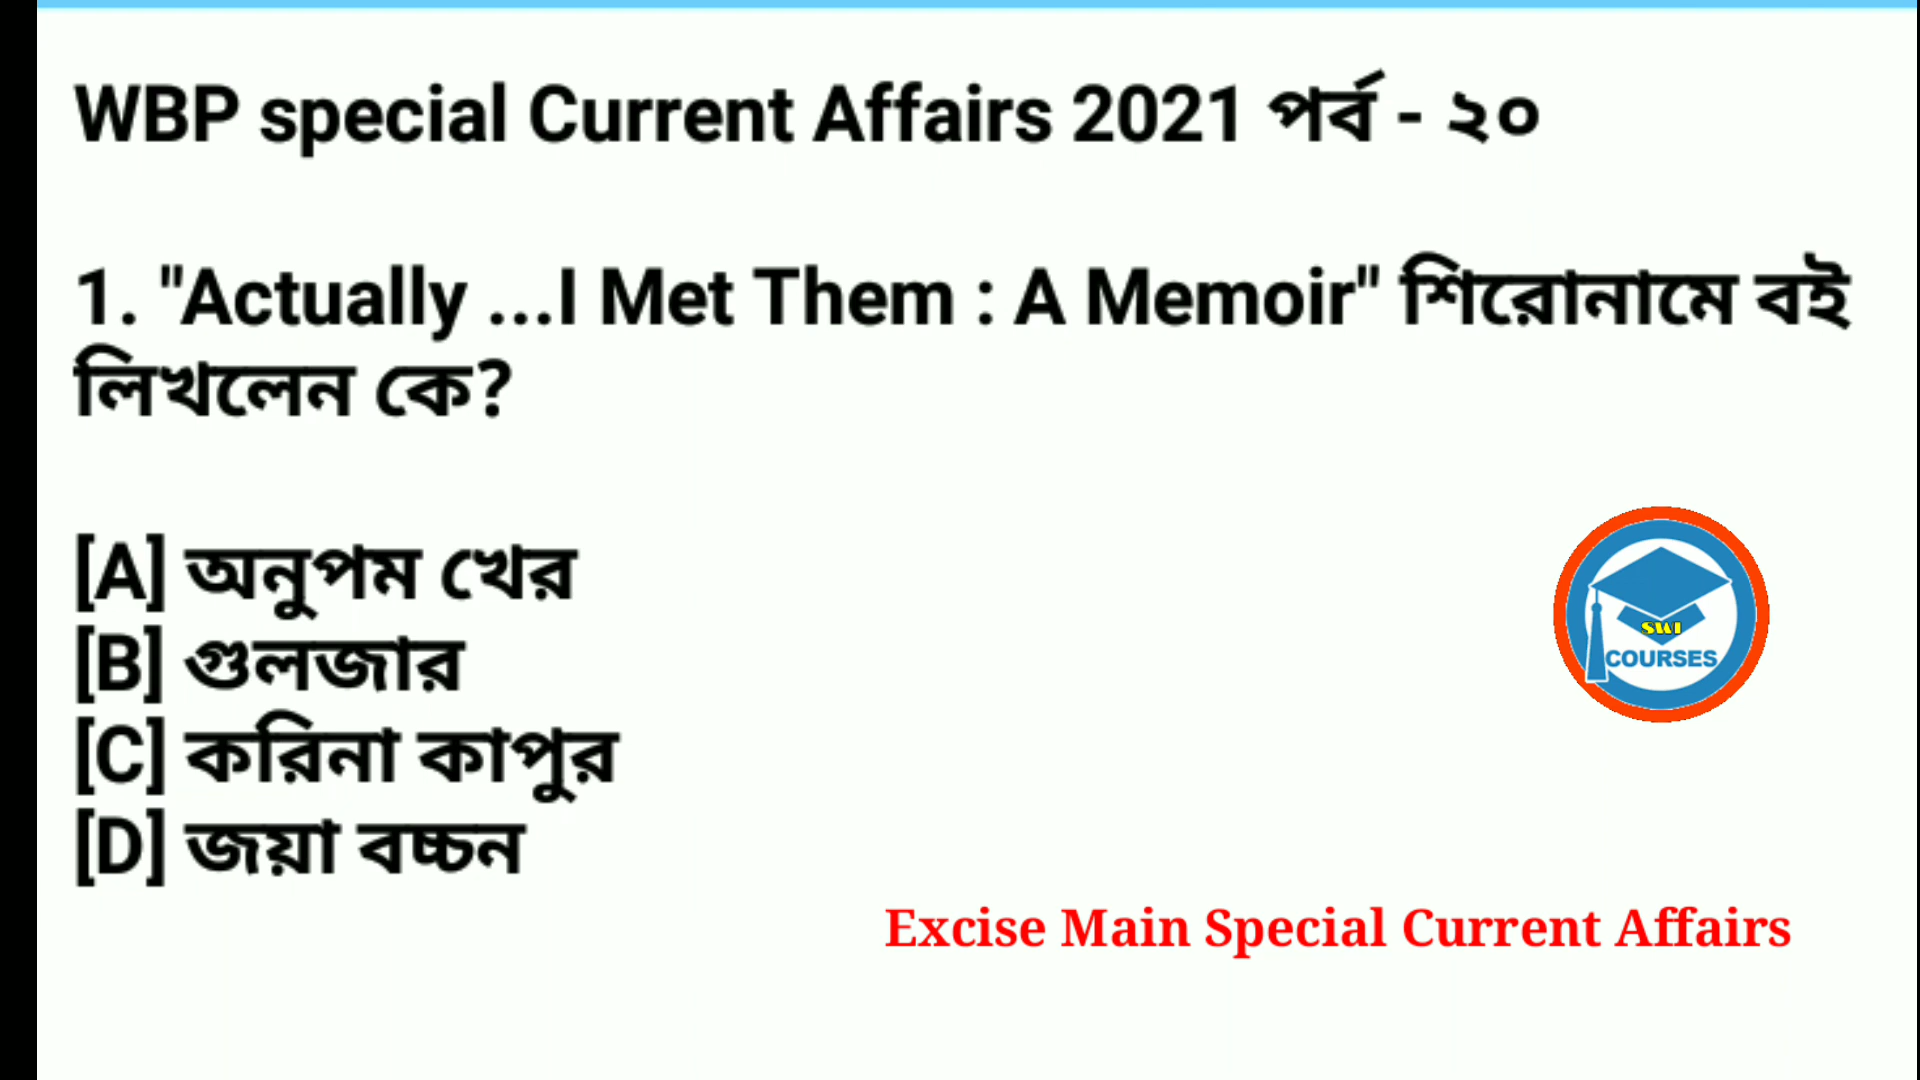 WBP special Current Affairs 2021 পর্ব - ২০
1. "Actually ...I Met Them : A Memoir" শিরোনামে বই
লিখলেন কে?
[A] অনুপম খের
[B] গুলজার
[C] করিনা কাপুর
[D] জয়া বচ্চন
SWI
COURSES
Excise Main Special Current Affairs